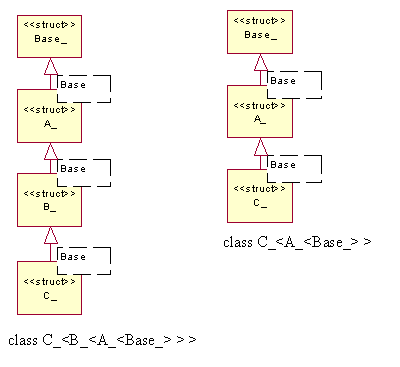 <<struct>>
Base_
Base
<<struct>>
A_
Base
<<struct>>
B_
Base
<<struct>>
C_
class C_<B_<A_<Base_> > >
<<struct>>
Base_
Base
<<struct>>
A_
Base
<<struct>>
C_
class C_<A_<Base_> >